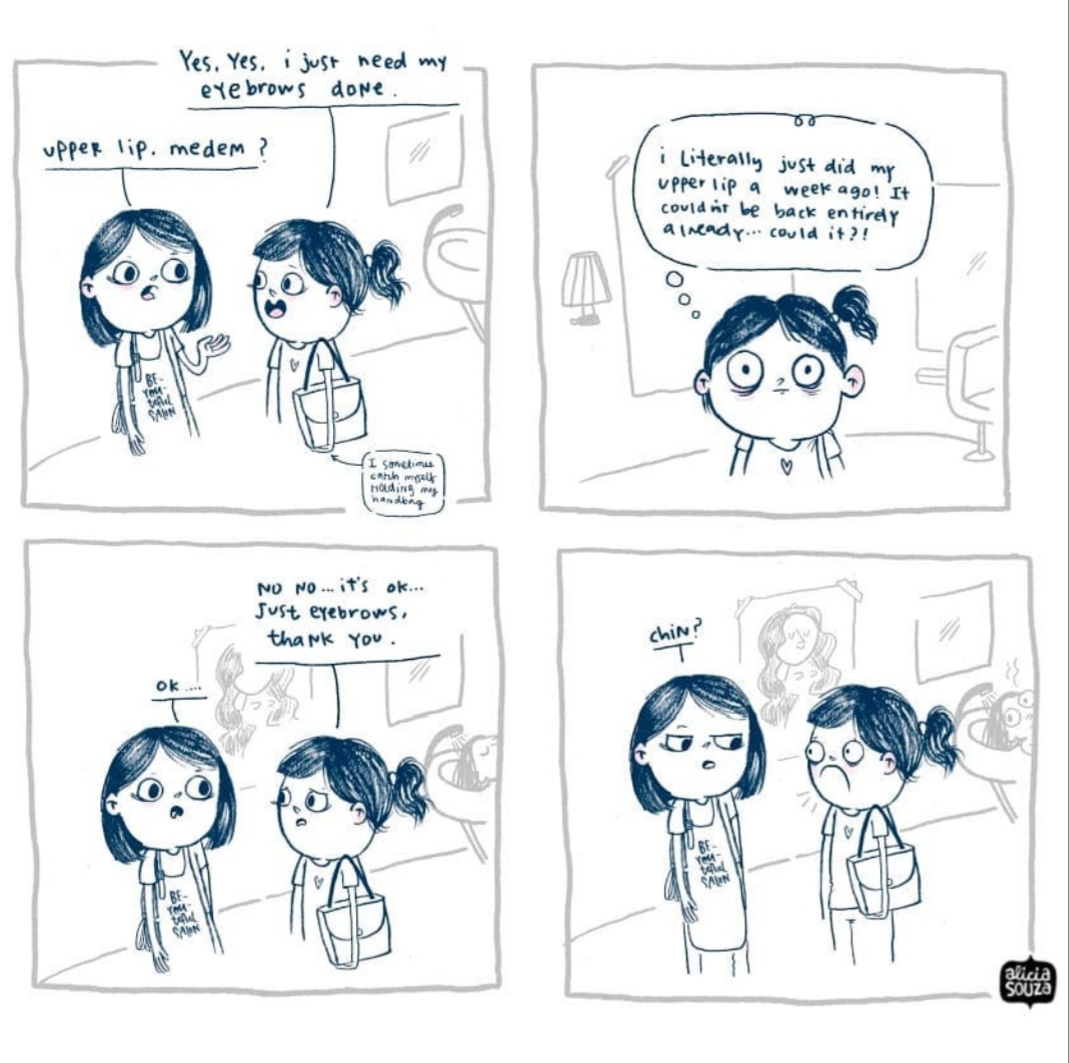 Yes, Yes, i just need my
eyebrows done.
upper lip, medem?
BE-
YOU-
tiful
SALON
I sometimes
catch myself
holding my
handbag
i literally just did my
upper lip a week ago! It
couldn't be back entirely
already... could it?!
NO NO... it's ok...
Just eyebrows,
thank you.
ok....
BE-
YOU-
tiful
SALON
chin?
BE-
YOU-
tiful
SALON
alicia
souza